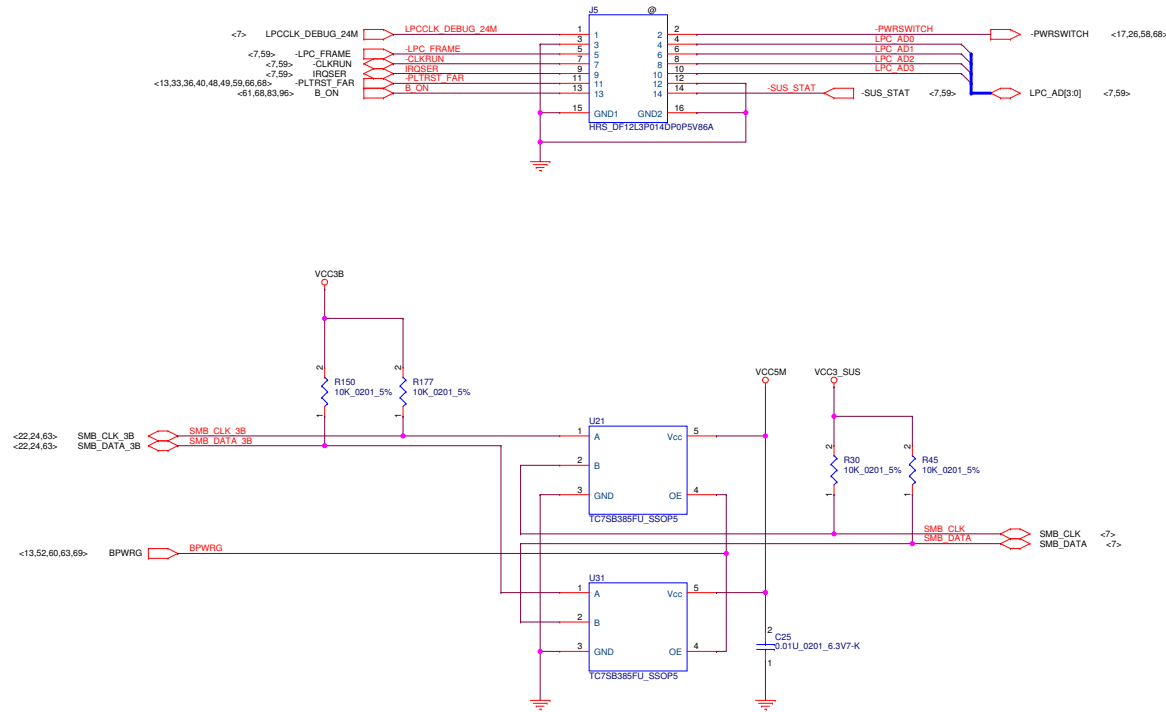 J5 @
<7> LPCCLK_DEBUG_24M LPCCLK_DEBUG_24M 1 1 2 2 -PWRSWITCH -PWRSWITCH <17,26,58,68>
3 3 4 4 LPC_AD0
<7,59> -LPC_FRAME -LPC_FRAME 5 5 6 6 LPC_AD1
<7,59> -CLKRUN -CLKRUN 7 7 8 8 LPC_AD2
<7,59> IRQSER IRQSER 9 9 10 10 LPC_AD3
<13,33,36,40,48,49,59,66,68> -PLTRST_FAR -PLTRST_FAR 11 11 12 12
<61,68,83,96> B_ON B_ON 13 13 14 14 -SUS_STAT -SUS_STAT <7,59> LPC_AD[3:0] <7,59>
15 GND1 GND2 16
HRS_DF12L3P014DP0P5V86A
VCC3B
2 2
R150 R177
10K_0201_5% 10K_0201_5%
1 1
VCC5M VCC3_SUS
<22,24,63> SMB_CLK_3B SMB_CLK_3B
<22,24,63> SMB_DATA_3B SMB_DATA_3B
U21
1 A Vcc 5
2 B
3 GND OE 4
TC7SB385FU_SSOP5
2 2
R30 R45
10K_0201_5% 10K_0201_5%
1 1
SMB_CLK SMB_CLK <7>
SMB_DATA SMB_DATA <7>
<13,52,60,63,69> BPWRG BPWRG
U31
1 A Vcc 5
2 B
3 GND OE 4
TC7SB385FU_SSOP5
2
C25
0.01U_0201_6.3V7-K
1